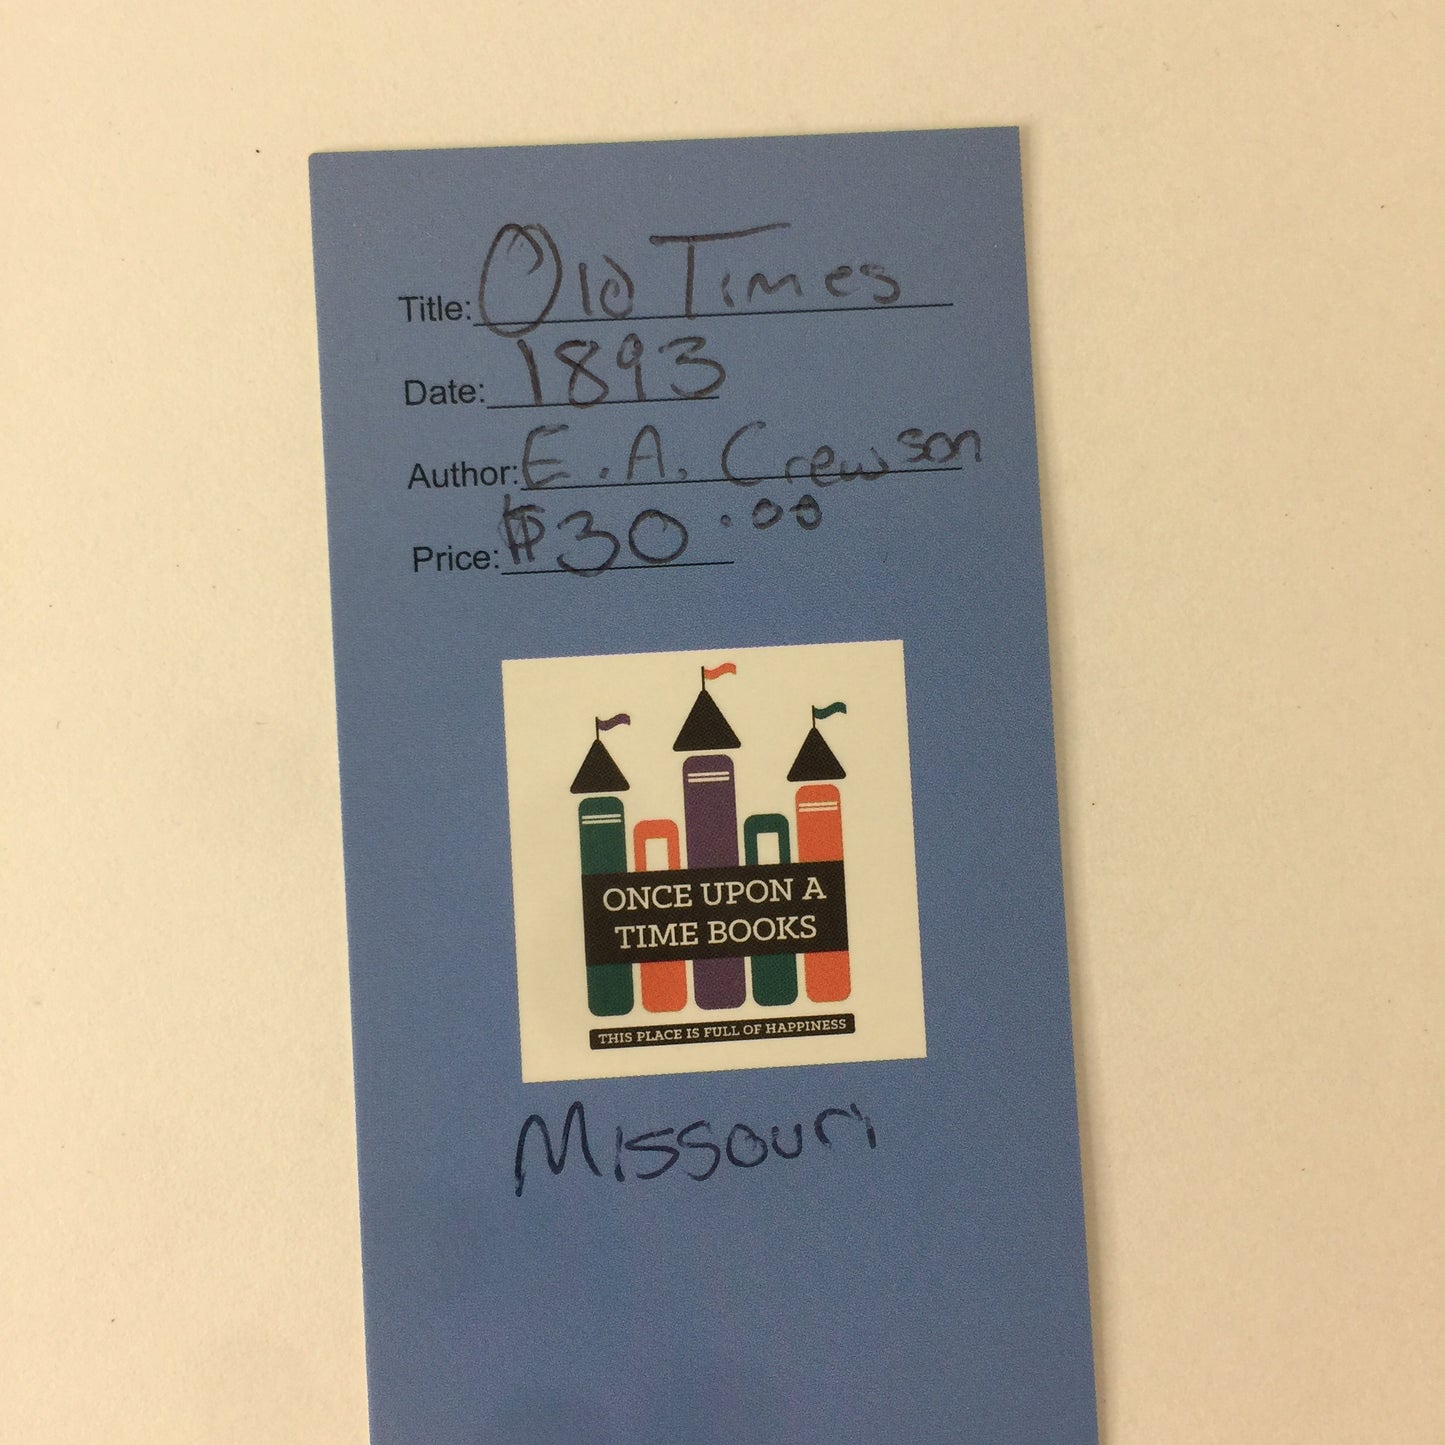 Title: Old Times
Date: 1893
Author: E.A. Crewson
Price: $30.00
ONCE UPON A
TIME BOOKS
THIS PLACE IS FULL OF HAPPINESS
Missouri